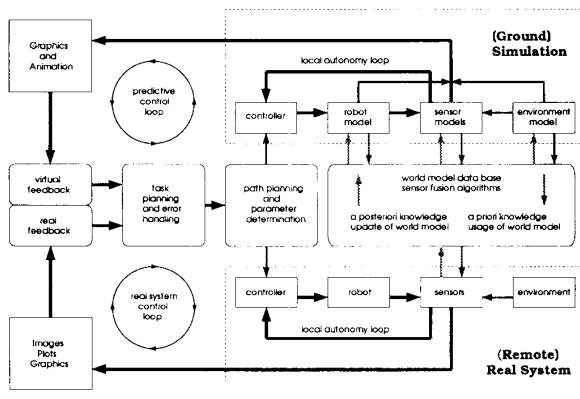 Graphics
and
Animation
predictive
control
loop
(Ground)
Simulation
local autonomy loop
controller
robot
model
sensor
models
environment
model
virtual
feedback
real
feedback
task
planning
and error
handling
path planning
and
parameter
determination
world model data base
sensor fusion algorithms
a posteriori knowledge
update of world model
a priori knowledge
usage of world model
real system
control
loop
controller
robot
sensors
environment
local autonomy loop
Images
Plots
Graphics
(Remote)
Real System